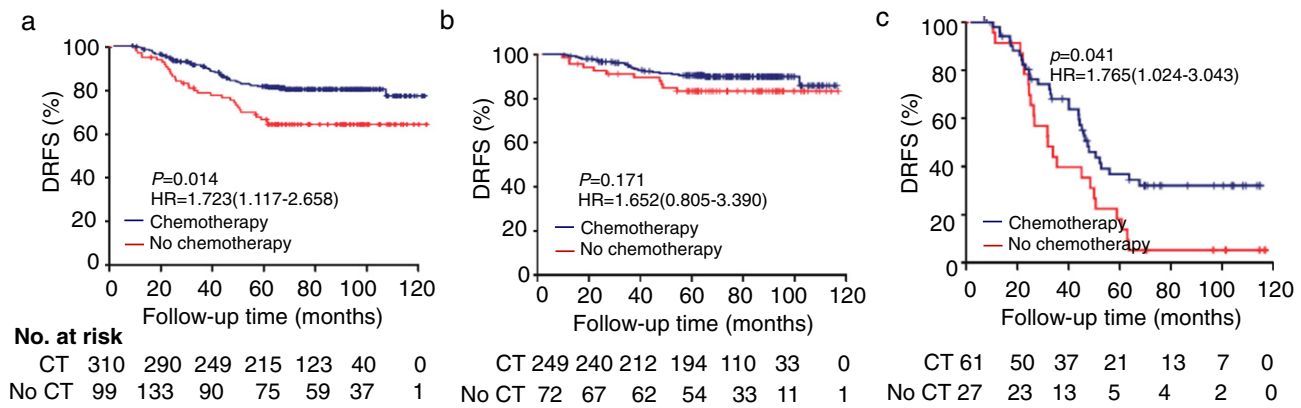 a
100
80
60
40
20
0
DRFS (%)
P=0.014
HR=1.723(1.117-2.658)
Chemotherapy
No chemotherapy
0 20 40 60 80 100 120
Follow-up time (months)
b
100
80
60
40
20
0
DRFS (%)
P=0.171
HR=1.652(0.805-3.390)
Chemotherapy
No chemotherapy
0 20 40 60 80 100 120
Follow-up time (months)
c
100
80
60
40
20
0
DRFS (%)
p=0.041
HR=1.765(1.024-3.043)
Chemotherapy
No chemotherapy
0 20 40 60 80 100 120
Follow-up time (months)
No. at risk
CT 310 290 249 215 123 40 0
No CT 99 133 90 75 59 37 1
CT 249 240 212 194 110 33 0
No CT 72 67 62 54 33 11 1
CT 61 50 37 21 13 7 0
No CT 27 23 13 5 4 2 0